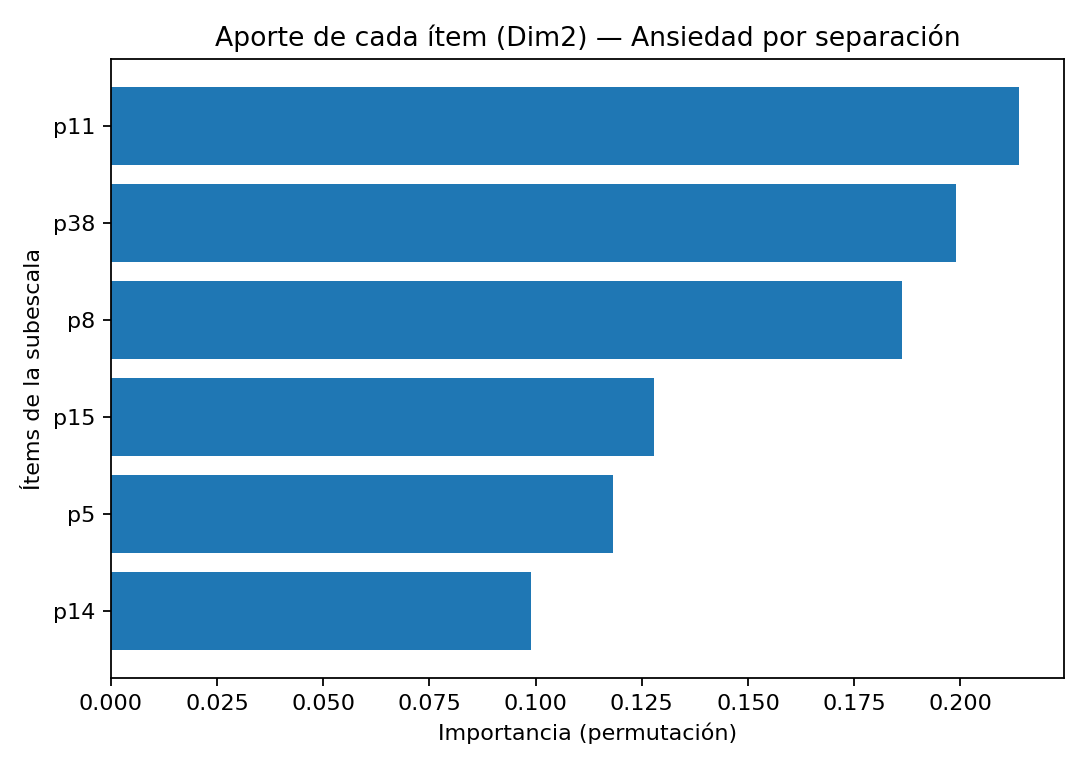 Aporte de cada ítem (Dim2) — Ansiedad por separación
Ítems de la subescala
p11
p38
p8
p15
p5
p14
0.000 0.025 0.050 0.075 0.100 0.125 0.150 0.175 0.200
Importancia (permutación)